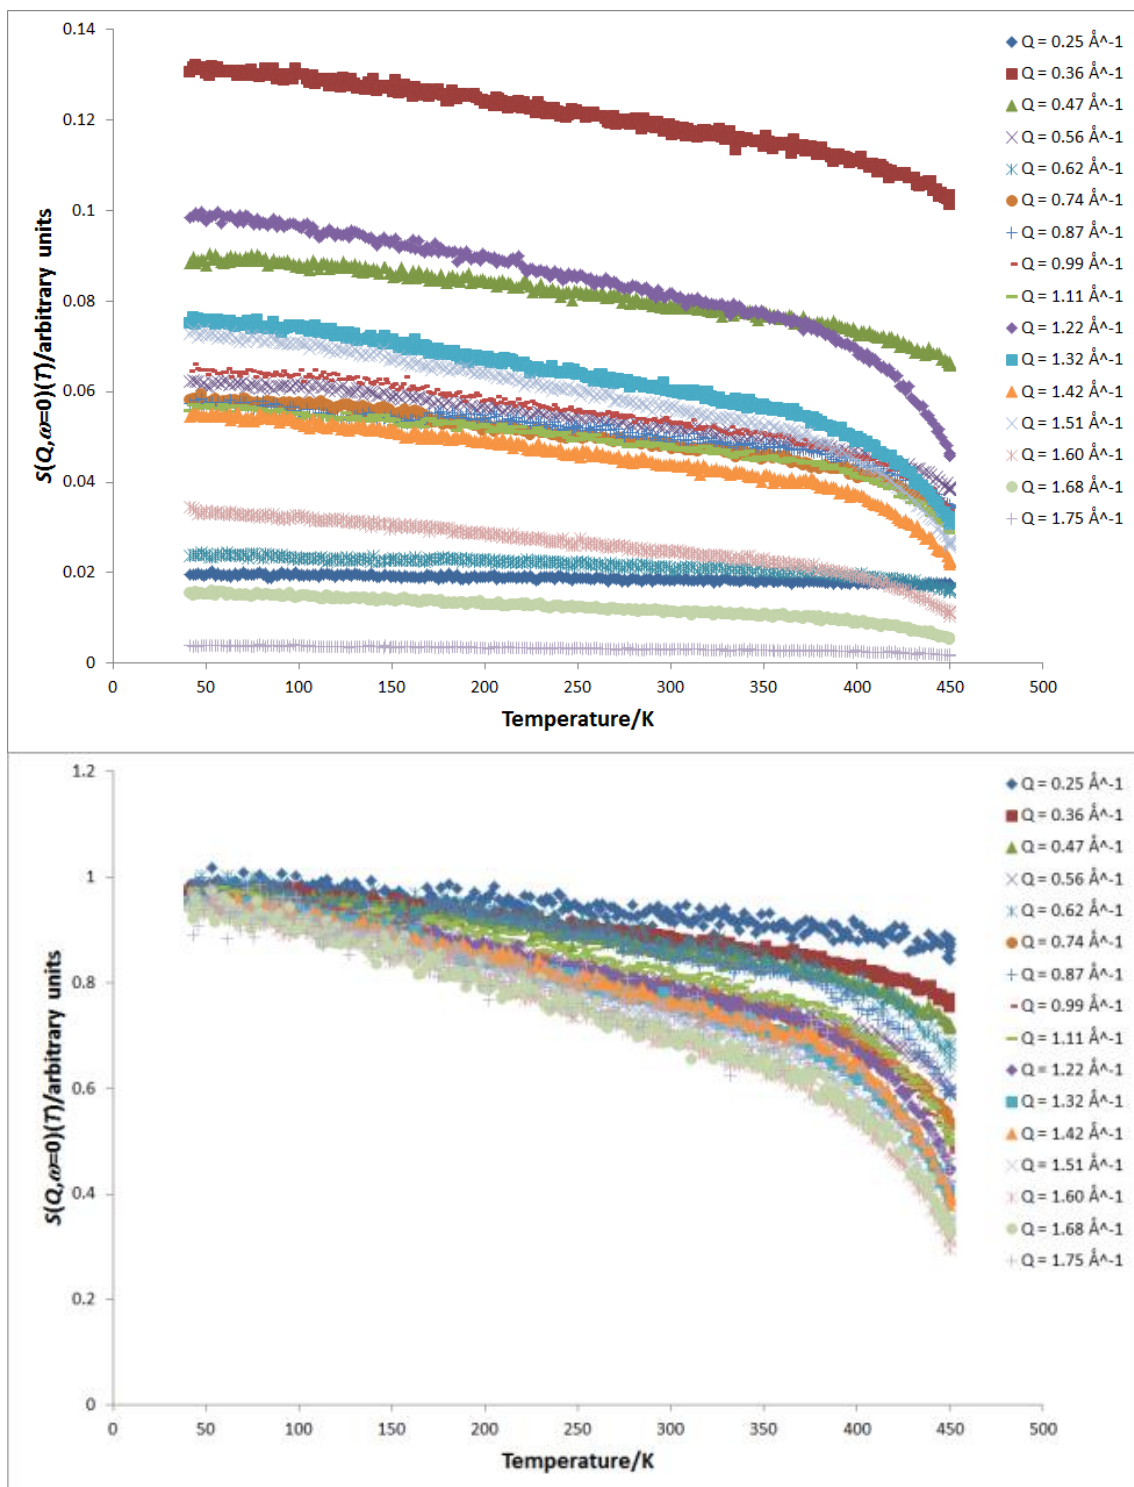 0.14
0.12
0.1
0.08
0.06
0.04
0.02
0
S(Q,ω=0)(T)/arbitrary units
0 50 100 150 200 250 300 350 400 450 500
Temperature/K
Q = 0.25 Å^-1
Q = 0.36 Å^-1
Q = 0.47 Å^-1
Q = 0.56 Å^-1
Q = 0.62 Å^-1
Q = 0.74 Å^-1
Q = 0.87 Å^-1
Q = 0.99 Å^-1
Q = 1.11 Å^-1
Q = 1.22 Å^-1
Q = 1.32 Å^-1
Q = 1.42 Å^-1
Q = 1.51 Å^-1
Q = 1.60 Å^-1
Q = 1.68 Å^-1
Q = 1.75 Å^-1
1.2
1
0.8
0.6
0.4
0.2
0
S(Q,ω=0)(T)/arbitrary units
0 50 100 150 200 250 300 350 400 450 500
Temperature/K
Q = 0.25 Å^-1
Q = 0.36 Å^-1
Q = 0.47 Å^-1
Q = 0.56 Å^-1
Q = 0.62 Å^-1
Q = 0.74 Å^-1
Q = 0.87 Å^-1
Q = 0.99 Å^-1
Q = 1.11 Å^-1
Q = 1.22 Å^-1
Q = 1.32 Å^-1
Q = 1.42 Å^-1
Q = 1.51 Å^-1
Q = 1.60 Å^-1
Q = 1.68 Å^-1
Q = 1.75 Å^-1